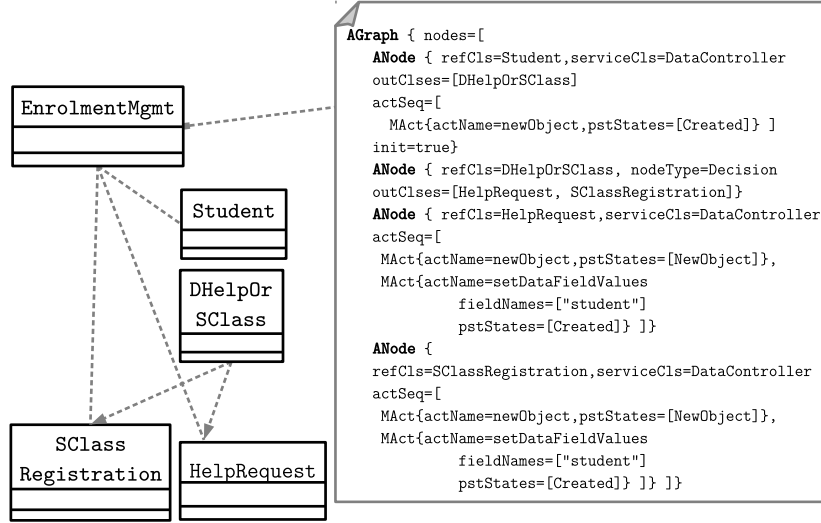 EnrolmentMgmt
Student
DHelpOr
SClass
SClass
Registration
HelpRequest
AGraph { nodes=[
ANode { refCls=Student,serviceCls=DataController
outClses=[DHelpOrSClass]
actSeq=[
MAct{actName=newObject,pstStates=[Created]} ]
init=true}
ANode { refCls=DHelpOrSClass, nodeType=Decision
outClses=[HelpRequest, SClassRegistration]}
ANode { refCls=HelpRequest,serviceCls=DataController
actSeq=[
MAct{actName=newObject,pstStates=[NewObject]},
MAct{actName=setDataFieldValues
fieldNames=["student"]
pstStates=[Created]} ]}
ANode {
refCls=SClassRegistration,serviceCls=DataController
actSeq=[
MAct{actName=newObject,pstStates=[NewObject]},
MAct{actName=setDataFieldValues
fieldNames=["student"]
pstStates=[Created]} ]} ]}